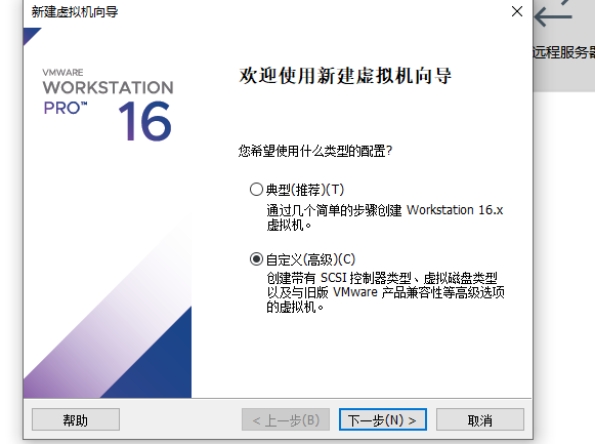 新建虚拟机向导
远程服务器
VMWARE
WORKSTATION
PRO™ 16
欢迎使用新建虚拟机向导
您希望使用什么类型的配置?
典型(推荐)(T)
通过几个简单的步骤创建 Workstation 16.x
虚拟机。
自定义(高级)(C)
创建带有 SCSI 控制器类型、虚拟磁盘类型
以及与旧版 VMware 产品兼容性等高级选项
的虚拟机。
帮助
< 上一步(B)
下一步(N) >
取消